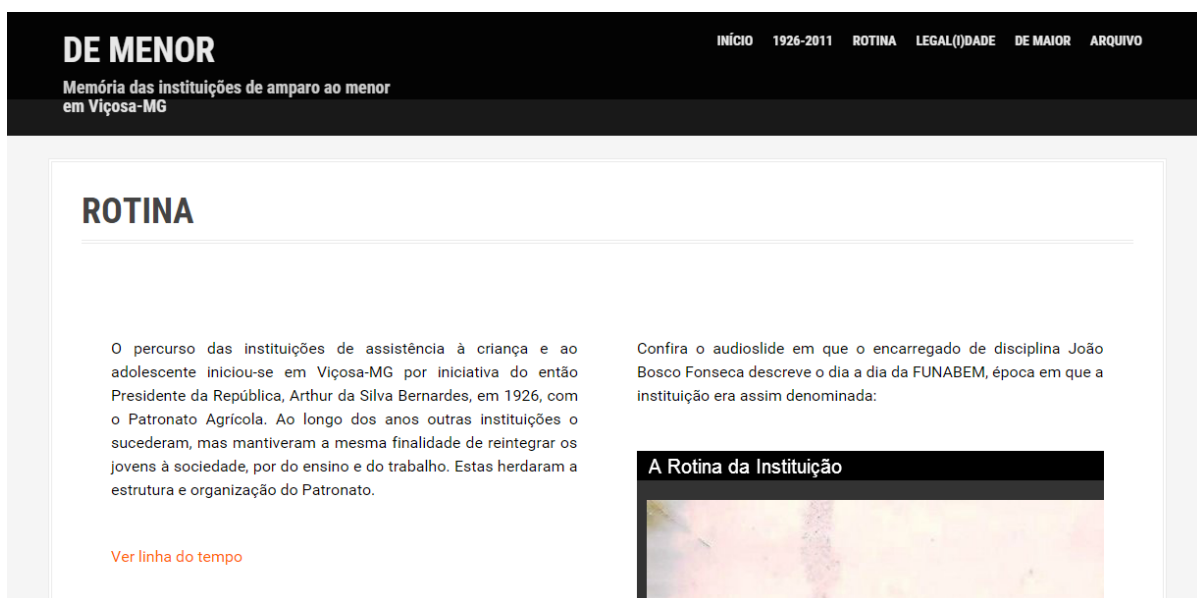 DE MENOR
Memória das instituições de amparo ao menor
em Viçosa-MG
INÍCIO 1926-2011 ROTINA LEGAL(I)DADE DE MAIOR ARQUIVO
ROTINA
O percurso das instituições de assistência à criança e ao
adolescente iniciou-se em Viçosa-MG por iniciativa do então
Presidente da República, Arthur da Silva Bernardes, em 1926, com
o Patronato Agrícola. Ao longo dos anos outras instituições o
sucederam, mas mantiveram a mesma finalidade de reintegrar os
jovens à sociedade, por do ensino e do trabalho. Estas herdaram a
estrutura e organização do Patronato.
Ver linha do tempo
Confira o audioslide em que o encarregado de disciplina João
Bosco Fonseca descreve o dia a dia da FUNABEM, época em que a
instituição era assim denominada:
A Rotina da Instituição